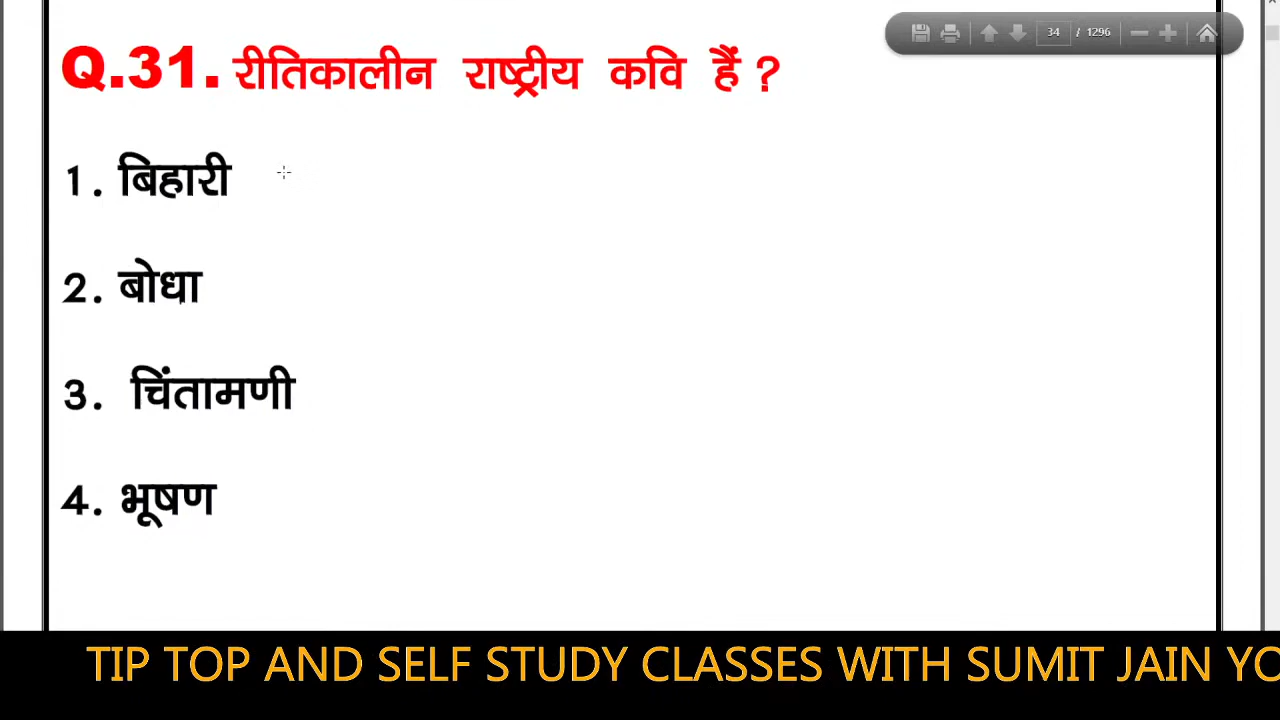 34 / 1296
Q.31. रीतिकालीन राष्ट्रीय कवि हैं ?
1. बिहारी
2. बोधा
3. चिंतामणी
4. भूषण
TIP TOP AND SELF STUDY CLASSES WITH SUMIT JAIN YO